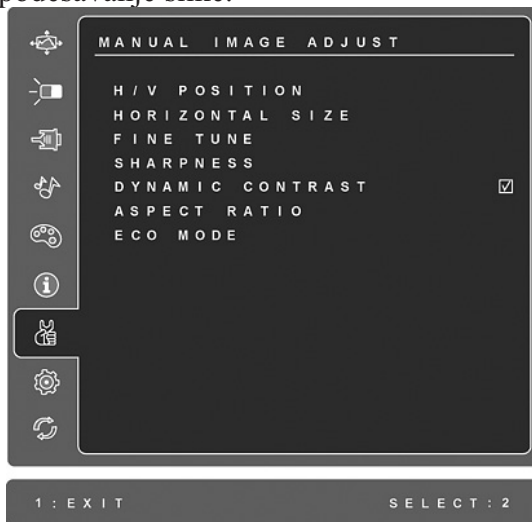 MANUAL IMAGE ADJUST
H/V POSITION
HORIZONTAL SIZE
FINE TUNE
SHARPNESS
DYNAMIC CONTRAST
ASPECT RATIO
ECO MODE
1:EXIT SELECT:2